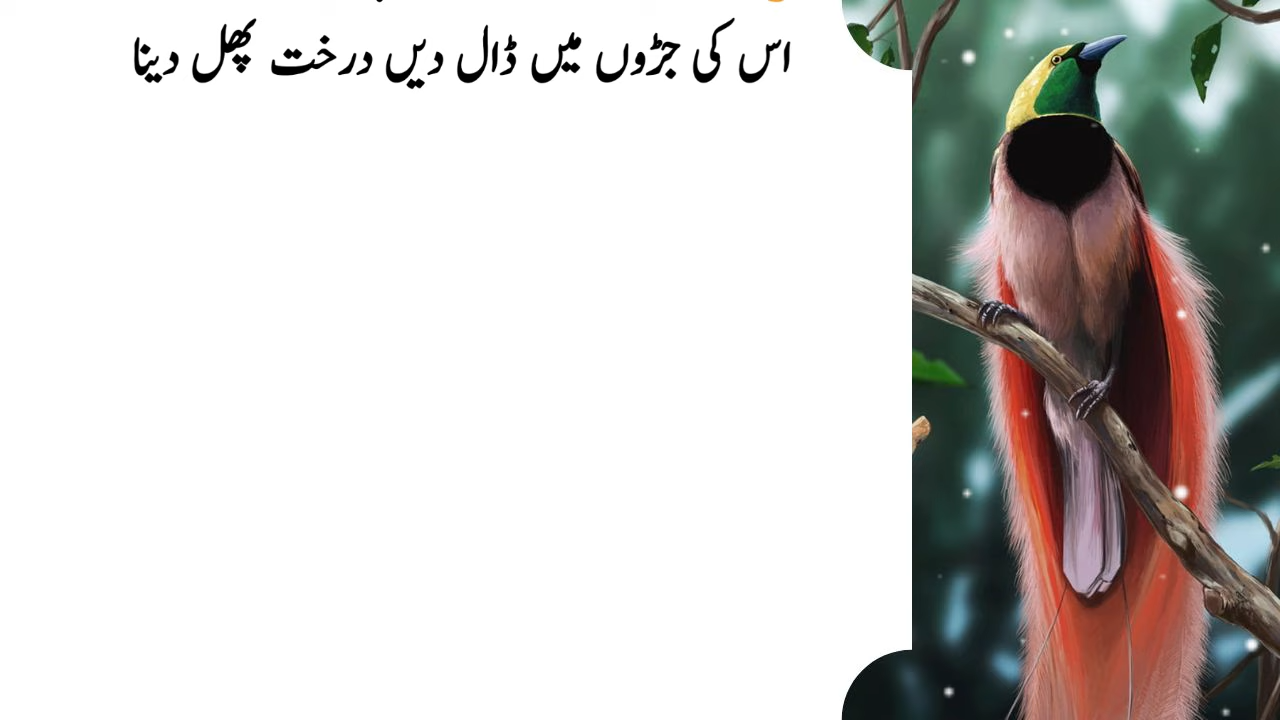 اس کی جڑوں میں ڈال دیں درخت پھل دینا